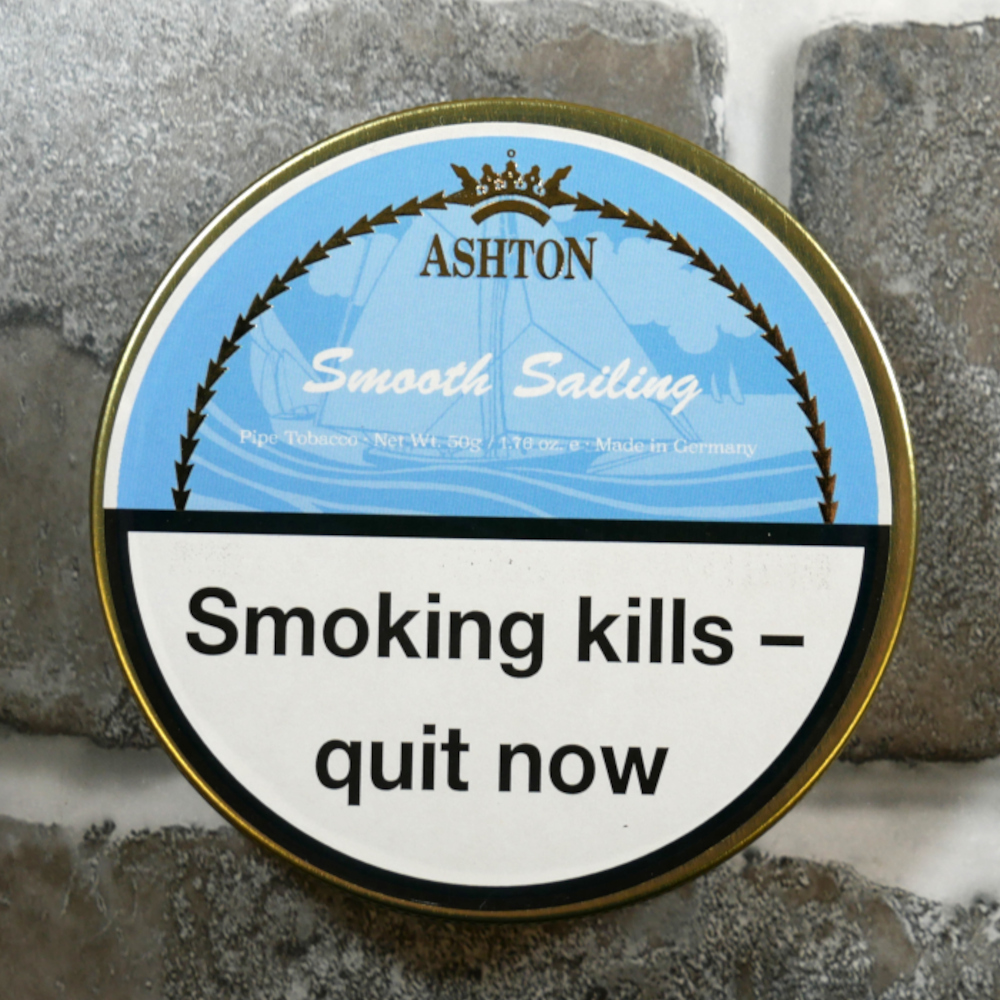 ASHTON
Smooth Sailing
Pipe Tobacco · Net Wt. 50g / 1.76 oz. e · Made in Germany
Smoking kills –
quit now